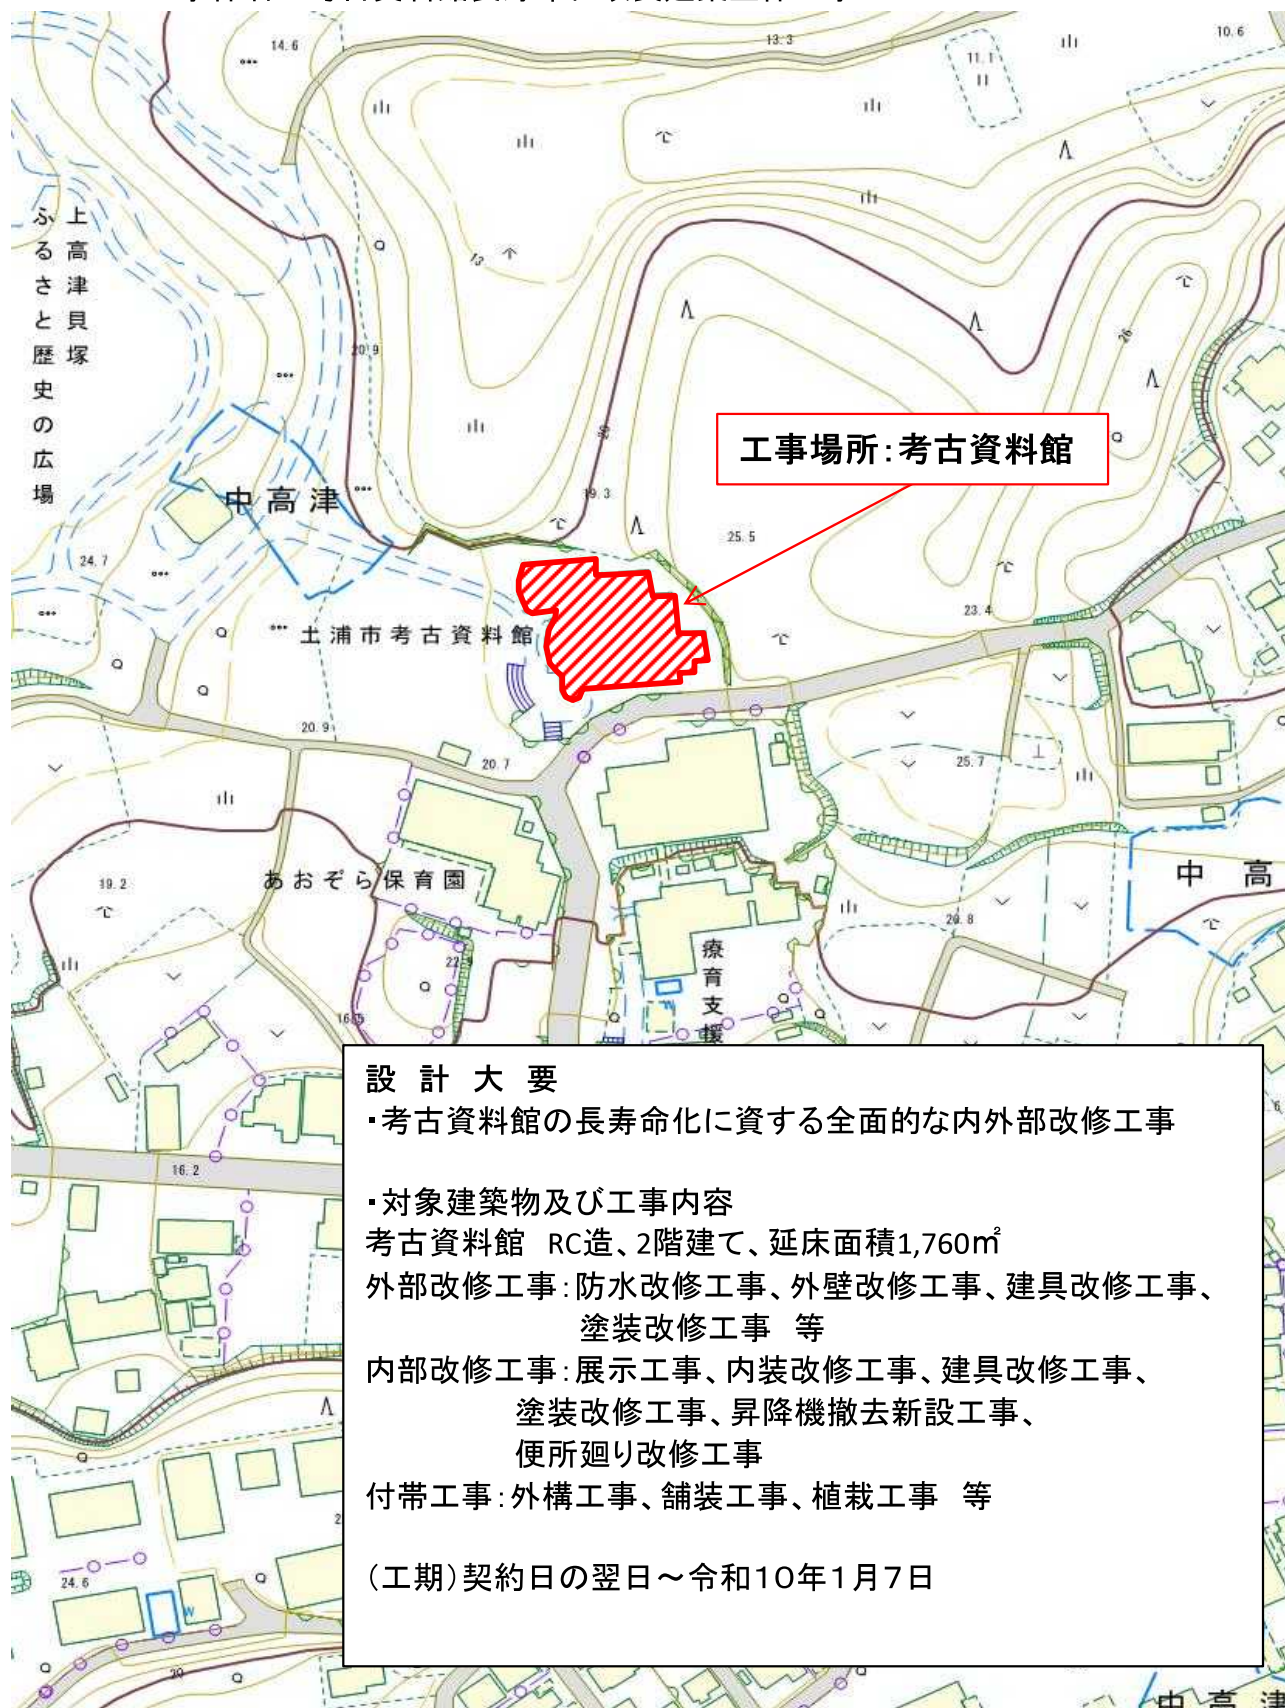 14.6
13.3
10.6
11.1
上高津貝塚
ふるさと歴史の広場
13
20.9
26
20
工事場所:考古資料館
中高津
19.3
25.5
24.7
23.4
土浦市考古資料館
20.9
20.7
25.7
あおぞら保育園
19.2
中高
20.8
22.9
療育支援
16.5
設計大要
・考古資料館の長寿命化に資する全面的な内外部改修工事
・対象建築物及び工事内容
考古資料館 RC造、2階建て、延床面積1,760㎡
外部改修工事:防水改修工事、外壁改修工事、建具改修工事、
塗装改修工事 等
内部改修工事:展示工事、内装改修工事、建具改修工事、
塗装改修工事、昇降機撤去新設工事、
便所廻り改修工事
付帯工事:外構工事、舗装工事、植栽工事 等
(工期)契約日の翌日~令和10年1月7日
16.2
24.6
W
20
中高津